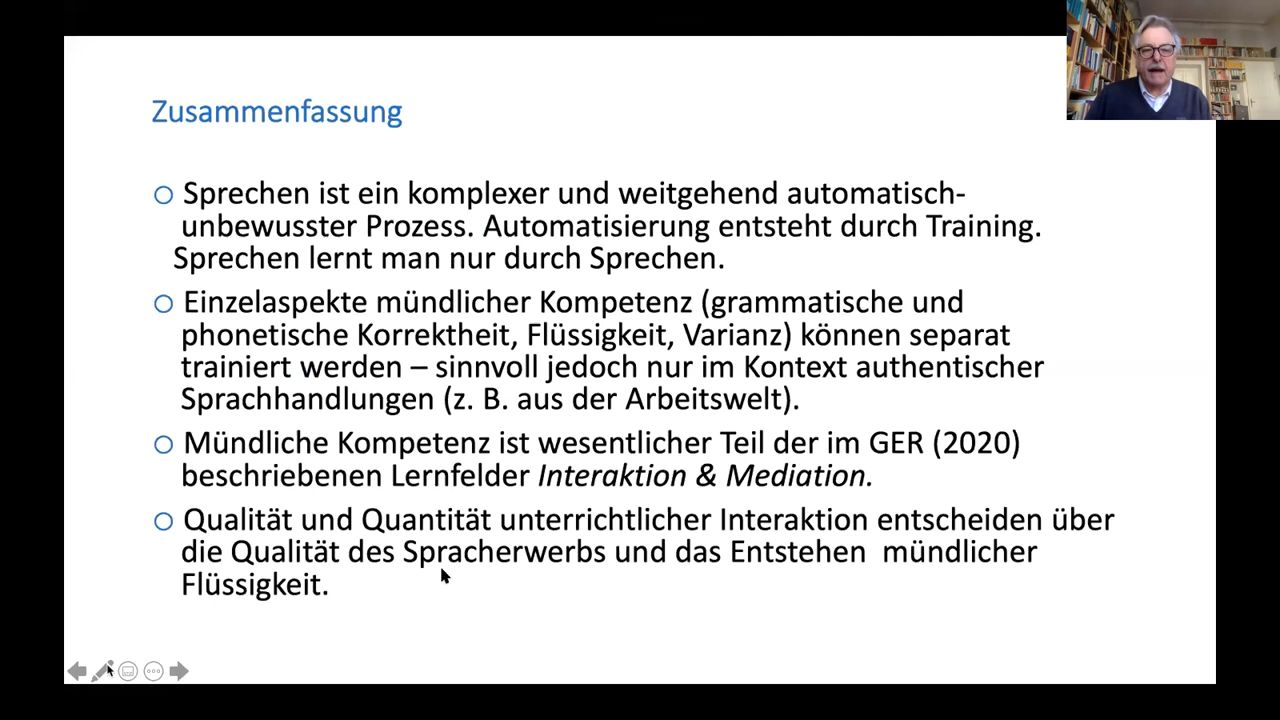 Zusammenfassung
Sprechen ist ein komplexer und weitgehend automatisch-
unbewusster Prozess. Automatisierung entsteht durch Training.
Sprechen lernt man nur durch Sprechen.
Einzelaspekte mündlicher Kompetenz (grammatische und
phonetische Korrektheit, Flüssigkeit, Varianz) können separat
trainiert werden – sinnvoll jedoch nur im Kontext authentischer
Sprachhandlungen (z. B. aus der Arbeitswelt).
Mündliche Kompetenz ist wesentlicher Teil der im GER (2020)
beschriebenen Lernfelder Interaktion & Mediation.
Qualität und Quantität unterrichtlicher Interaktion entscheiden über
die Qualität des Spracherwerbs und das Entstehen  mündlicher
Flüssigkeit.